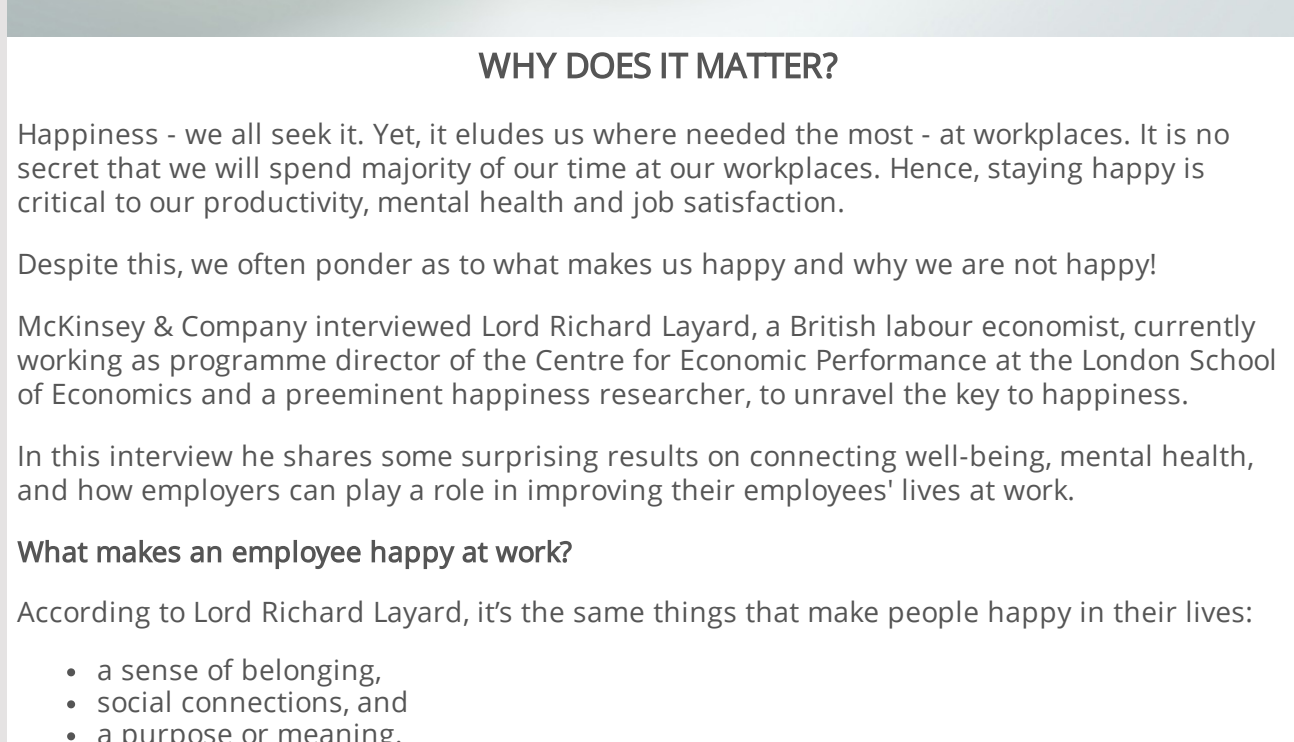 WHY DOES IT MATTER?
Happiness - we all seek it. Yet, it eludes us where needed the most - at workplaces. It is no
secret that we will spend majority of our time at our workplaces. Hence, staying happy is
critical to our productivity, mental health and job satisfaction.
Despite this, we often ponder as to what makes us happy and why we are not happy!
McKinsey & Company interviewed Lord Richard Layard, a British labour economist, currently
working as programme director of the Centre for Economic Performance at the London School
of Economics and a preeminent happiness researcher, to unravel the key to happiness.
In this interview he shares some surprising results on connecting well-being, mental health,
and how employers can play a role in improving their employees' lives at work.
What makes an employee happy at work?
According to Lord Richard Layard, it’s the same things that make people happy in their lives:
• a sense of belonging,
• social connections, and
• a purpose or meaning.